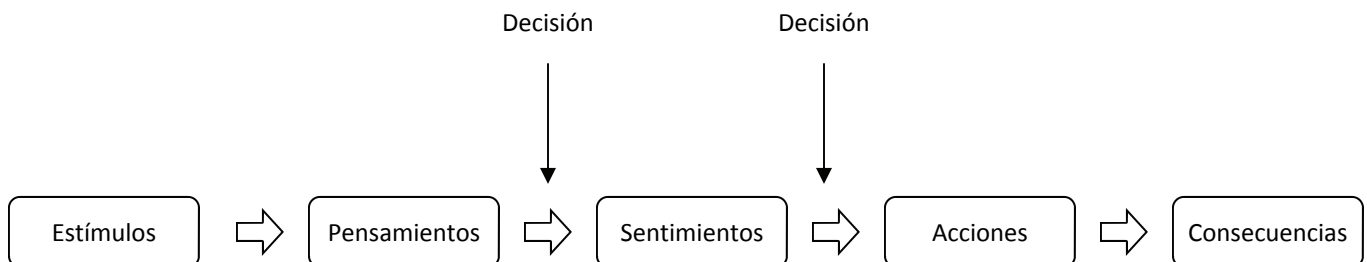 Decisión Decisión
Estímulos Pensamientos Sentimientos Acciones Consecuencias